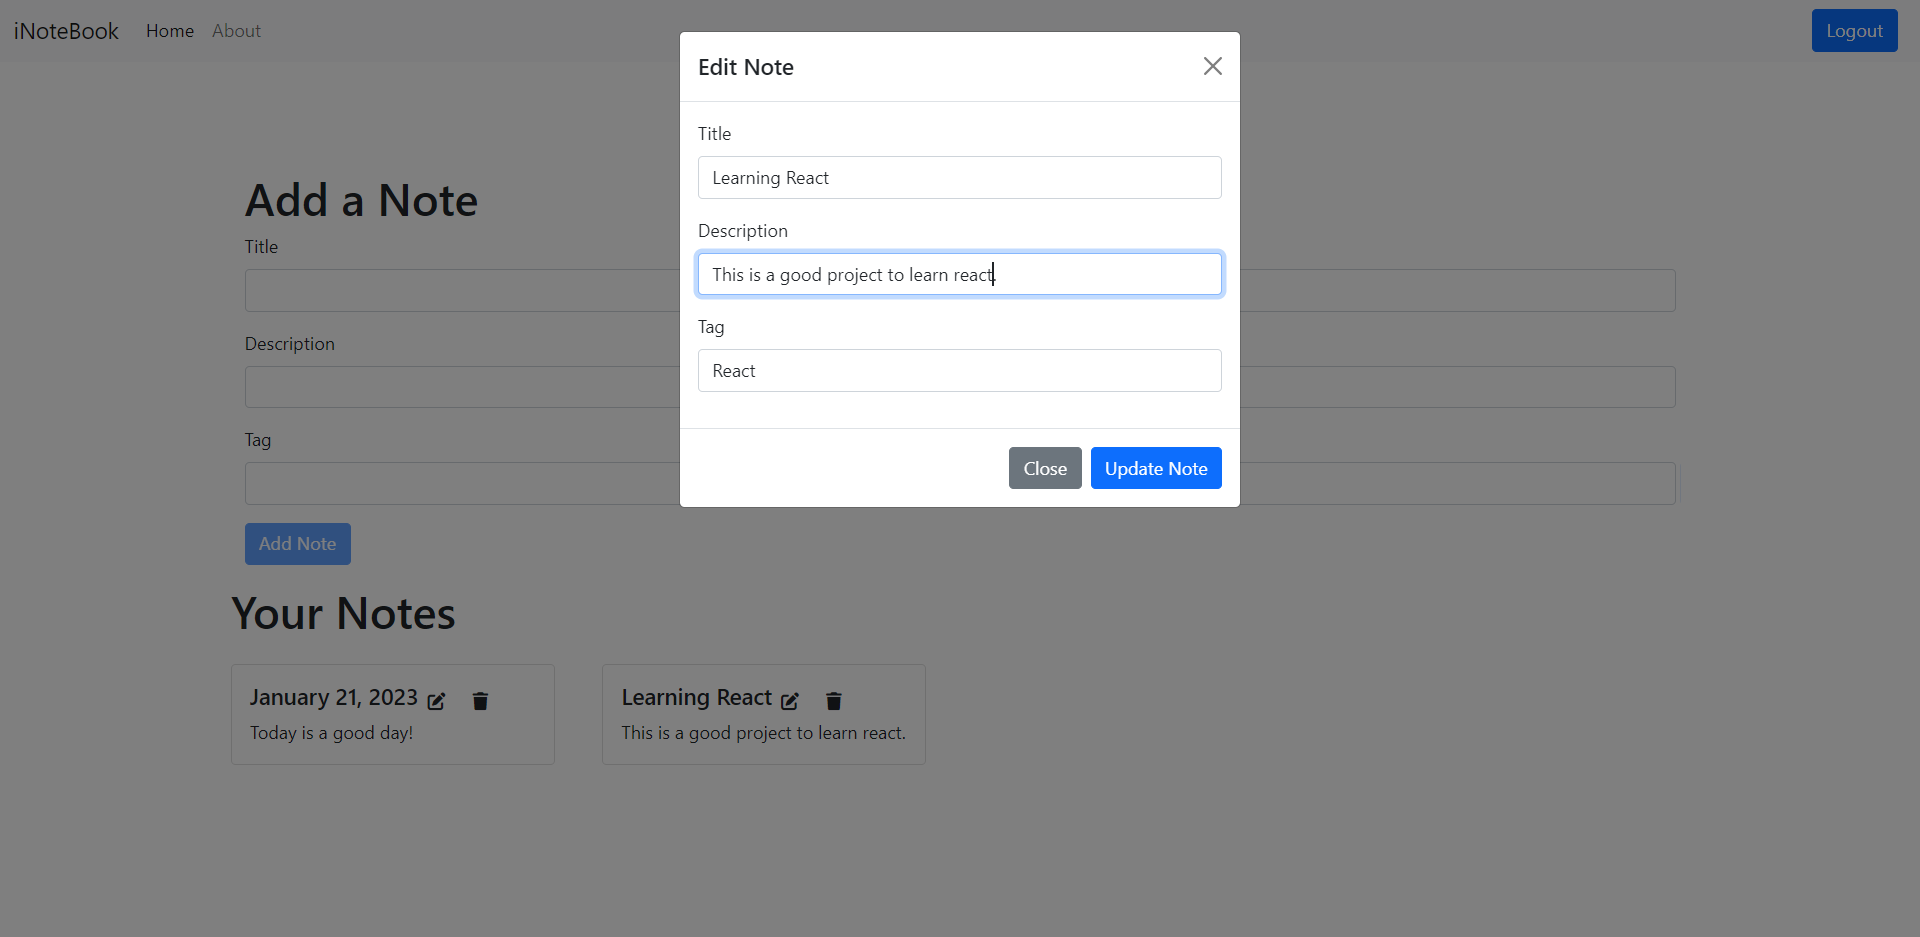 iNoteBook Home About Logout
Edit Note
Title
Learning React
Description
This is a good project to learn react.
Tag
React
Close Update Note
Add a Note
Title
Description
Tag
Add Note
Your Notes
January 21, 2023
Today is a good day!
Learning React
This is a good project to learn react.